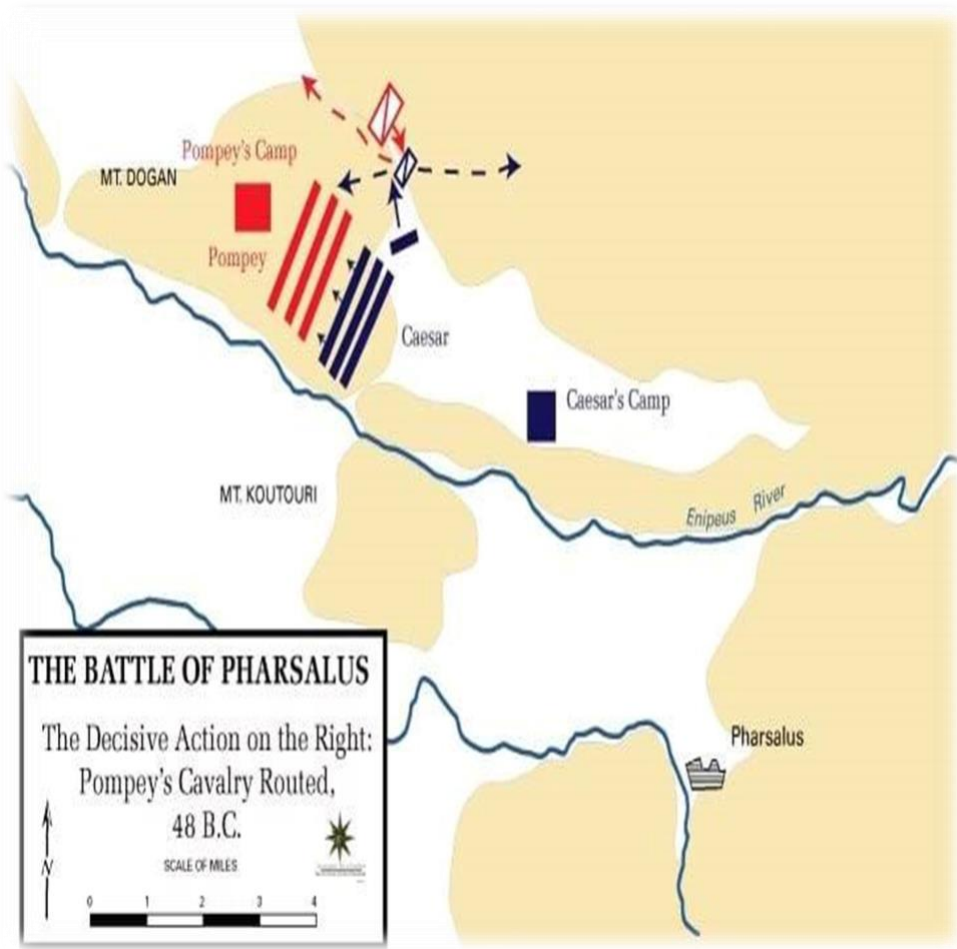 Pompey's Camp
MT. DOGAN
Pompey
Caesar
Caesar's Camp
MT. KOUTOURI
Enipeus River
Pharsalus
THE BATTLE OF PHARSALUS
The Decisive Action on the Right:
Pompey's Cavalry Routed,
48 B.C.
SCALE OF MILES
N
0 1 2 3 4